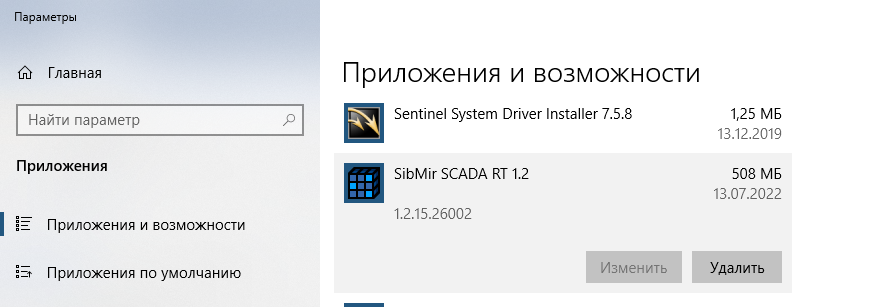 Параметры
Главная
Найти параметр
Приложения
Приложения и возможности
Приложения по умолчанию
Приложения и возможности
Sentinel System Driver Installer 7.5.8 1,25 МБ
13.12.2019
SibMir SCADA RT 1.2 508 МБ
13.07.2022
1.2.15.26002
Изменить Удалить